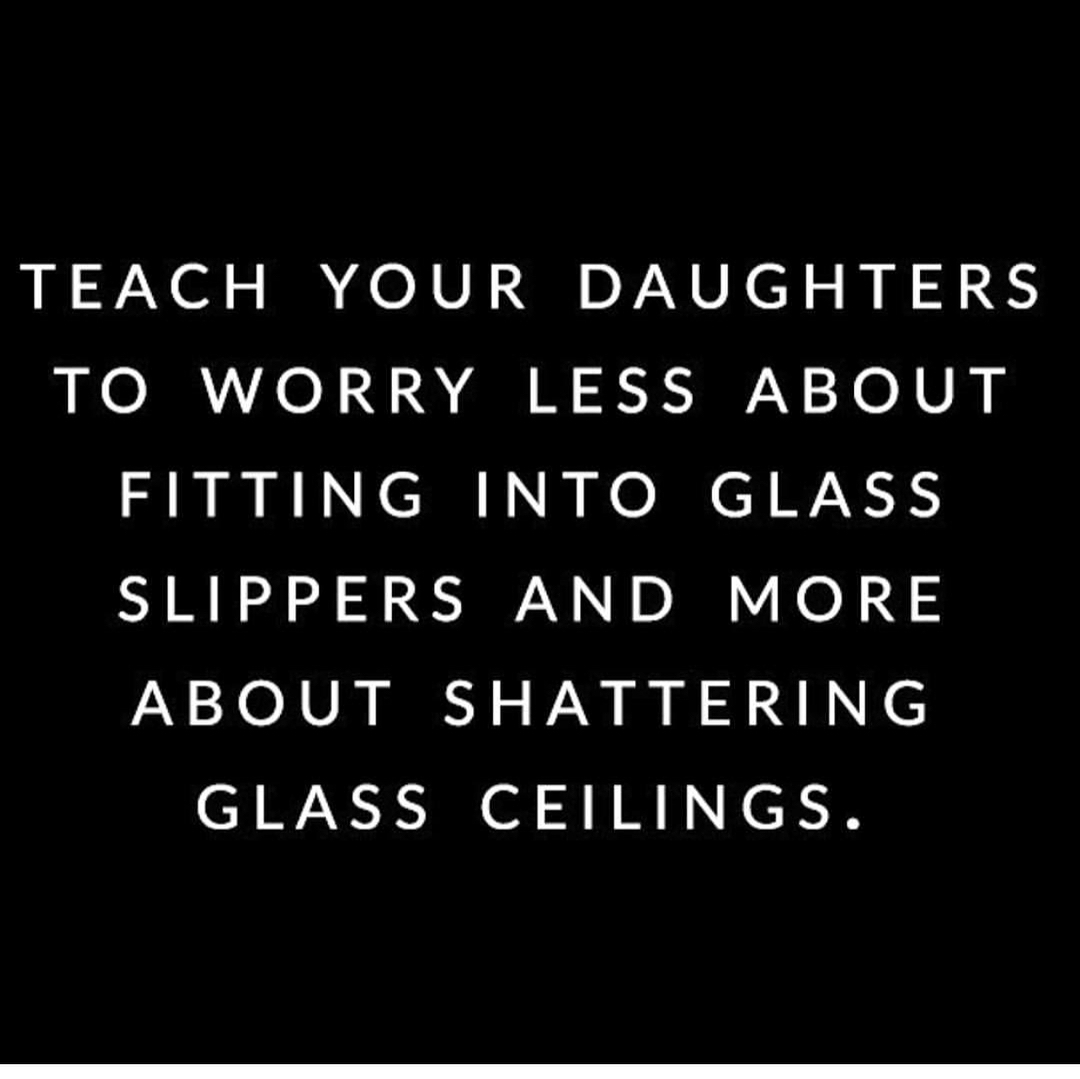 TEACH YOUR DAUGHTERS
TO WORRY LESS ABOUT
FITTING INTO GLASS
SLIPPERS AND MORE
ABOUT SHATTERING
GLASS CEILINGS.